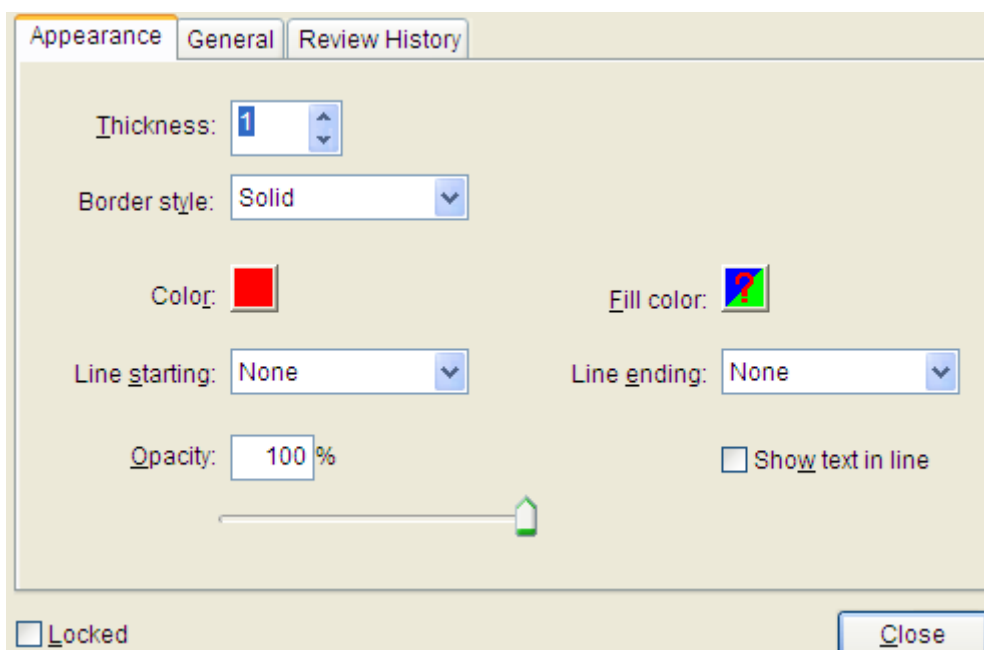 Appearance General Review History
Thickness: 1
Border style: Solid
Color: Fill color: ?
Line starting: None Line ending: None
Opacity: 100 % Show text in line
Locked Close